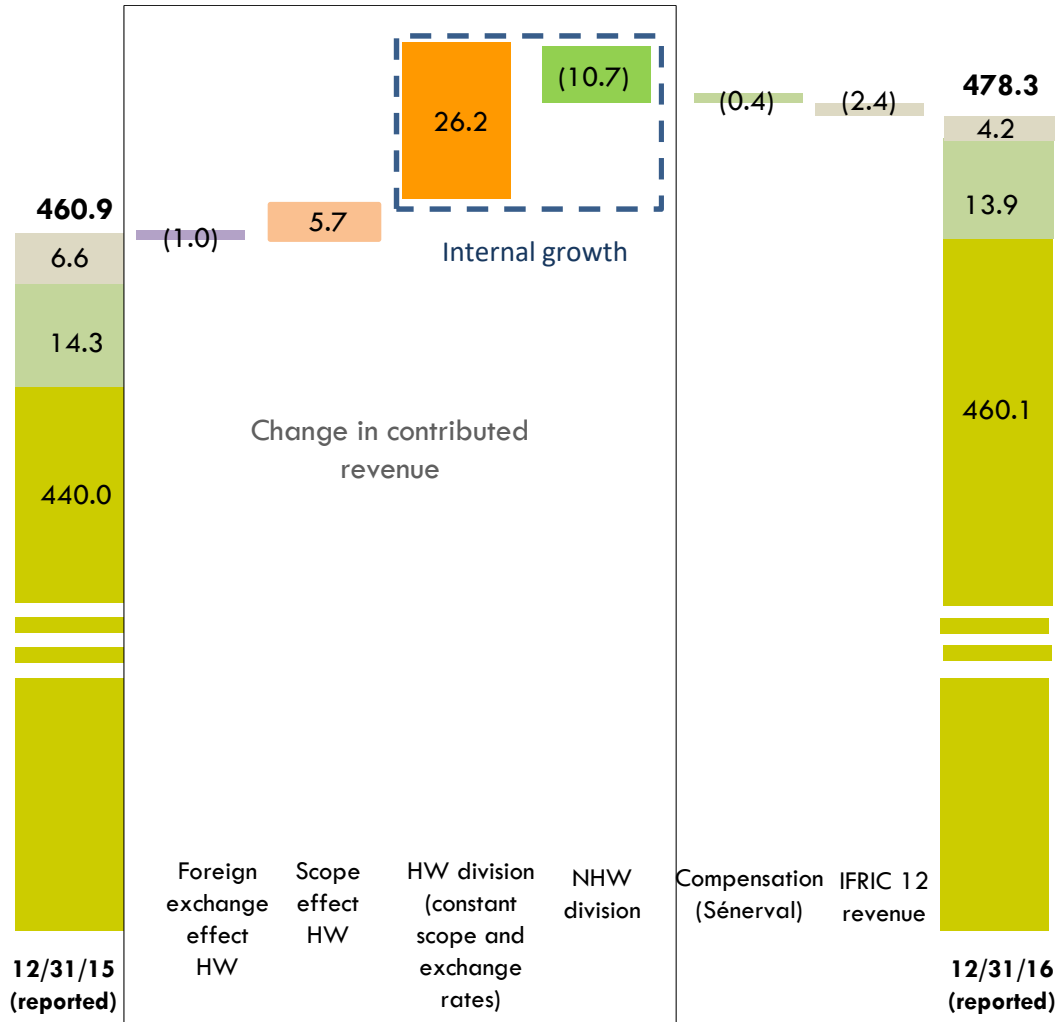 460.9
6.6
14.3
440.0
(1.0)
5.7
26.2
(10.7)
Internal growth
Change in contributed
revenue
(0.4)
(2.4)
478.3
4.2
13.9
460.1
12/31/15
(reported)
Foreign
exchange
effect
HW
Scope
effect
HW
HW division
(constant
scope and
exchange
rates)
NHW
division
Compensation
(Sénerval)
IFRIC 12
revenue
12/31/16
(reported)